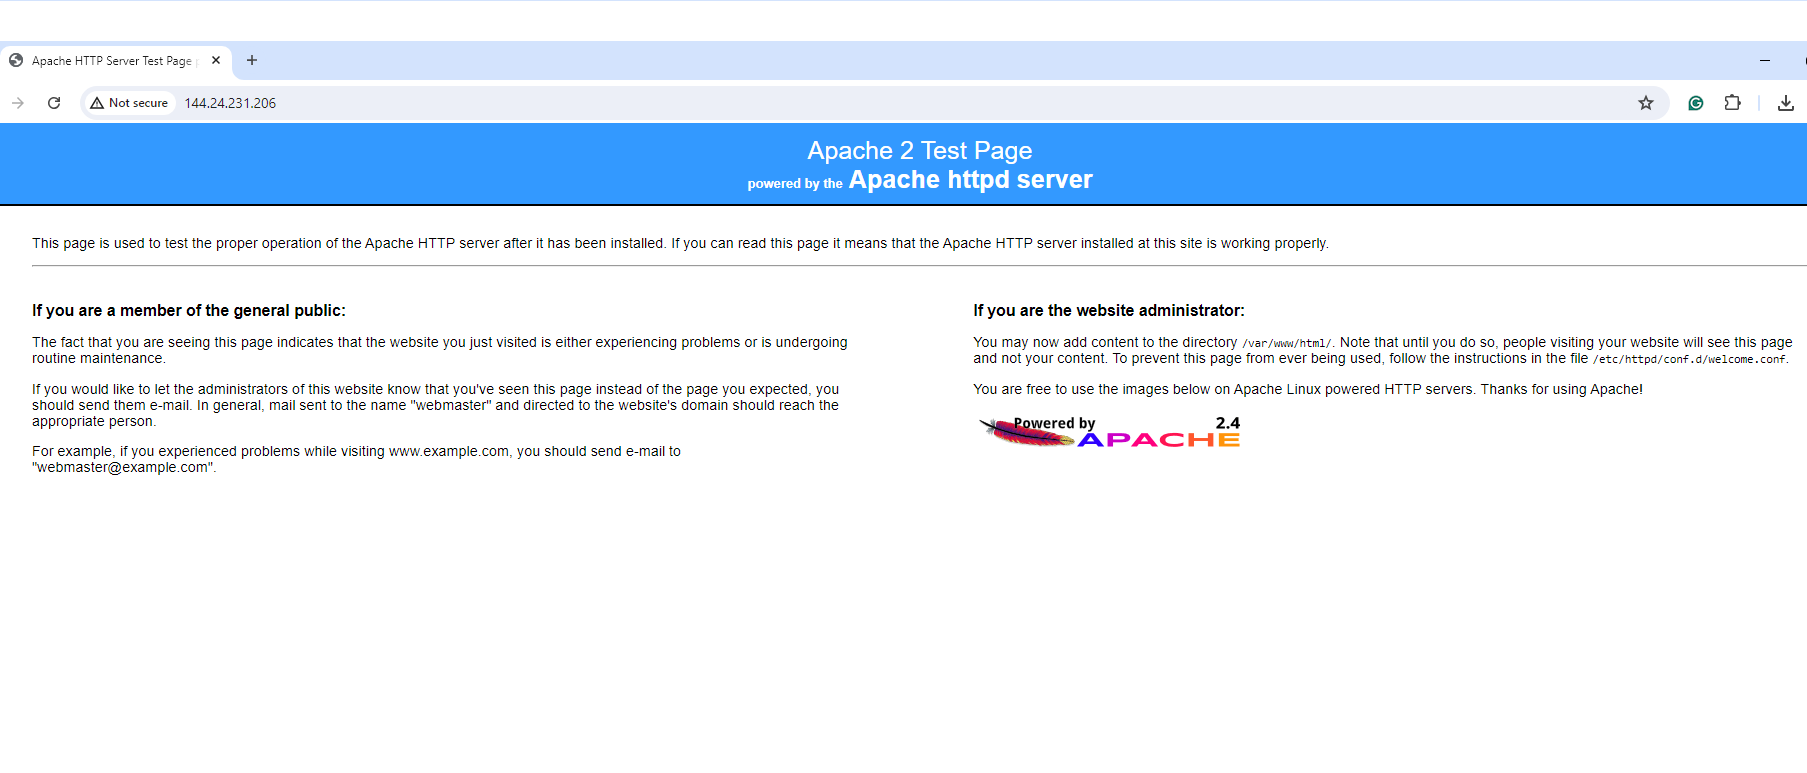 Apache HTTP Server Test Page
Not secure
144.24.231.206
Apache 2 Test Page
powered by the Apache httpd server
This page is used to test the proper operation of the Apache HTTP server after it has been installed. If you can read this page it means that the Apache HTTP server installed at this site is working properly.
If you are a member of the general public:
The fact that you are seeing this page indicates that the website you just visited is either experiencing problems or is undergoing
routine maintenance.
If you would like to let the administrators of this website know that you've seen this page instead of the page you expected, you
should send them e-mail. In general, mail sent to the name "webmaster" and directed to the website's domain should reach the
appropriate person.
For example, if you experienced problems while visiting www.example.com, you should send e-mail to
"webmaster@example.com".
If you are the website administrator:
You may now add content to the directory /var/www/html/. Note that until you do so, people visiting your website will see this page
and not your content. To prevent this page from ever being used, follow the instructions in the file /etc/httpd/conf.d/welcome.conf.
You are free to use the images below on Apache Linux powered HTTP servers. Thanks for using Apache!
Powered by 2.4
APACHE